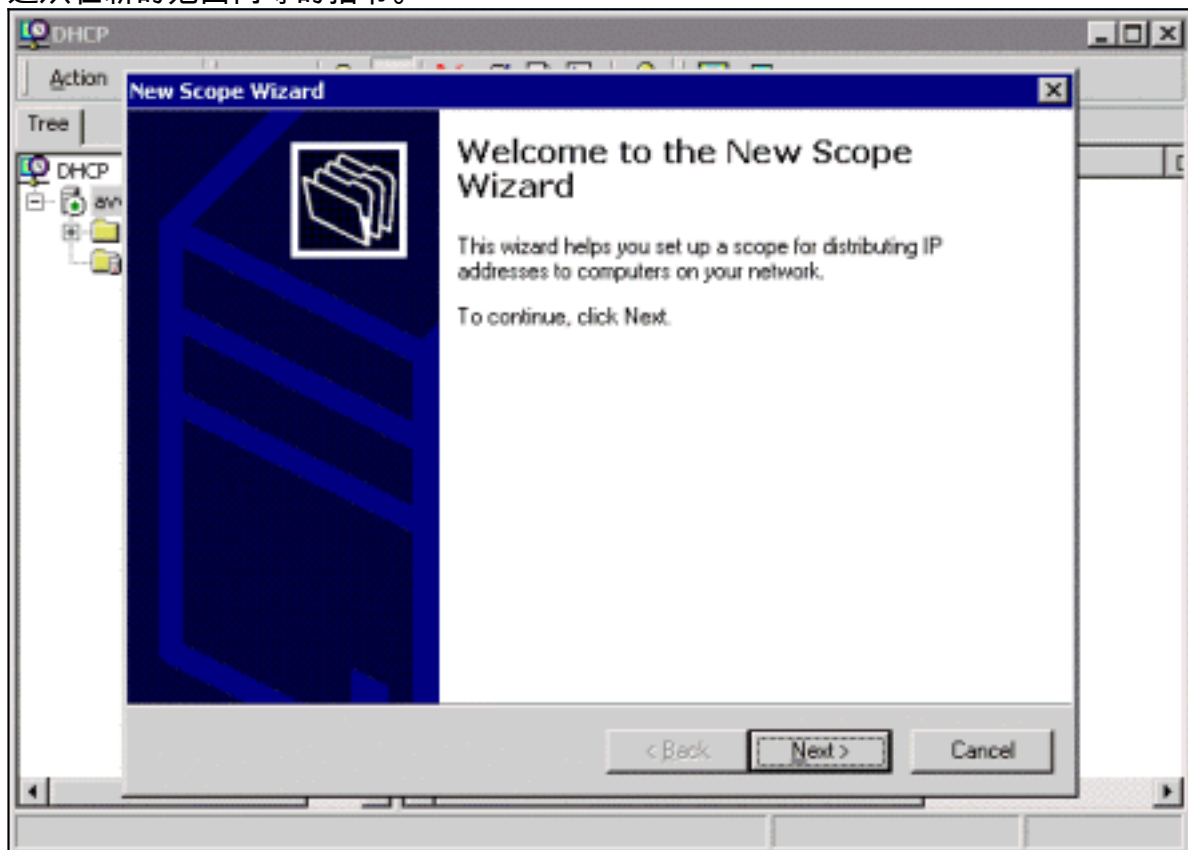 DHCP
Action
New Scope Wizard
Tree
DHCP
Welcome to the New Scope
Wizard
This wizard helps you set up a scope for distributing IP
addresses to computers on your network.
To continue, click Next.
< Back
Next >
Cancel